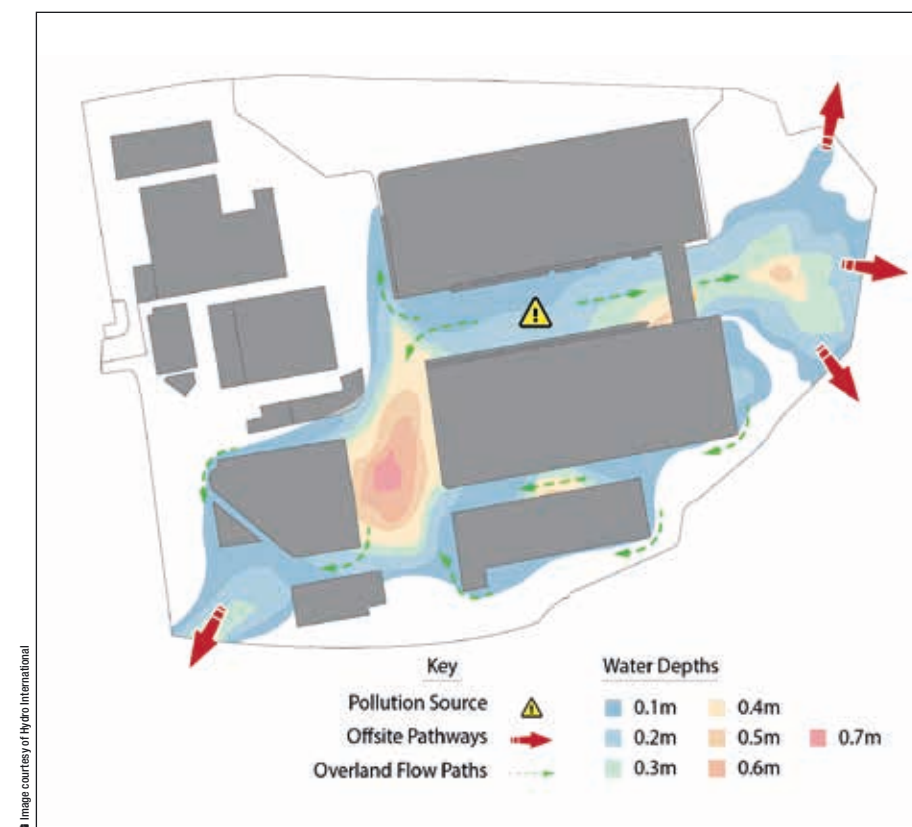 Image courtesy of Hydro International
Key
Pollution Source
Offsite Pathways
Overland Flow Paths
Water Depths
0.1m
0.2m
0.3m
0.4m
0.5m
0.6m
0.7m